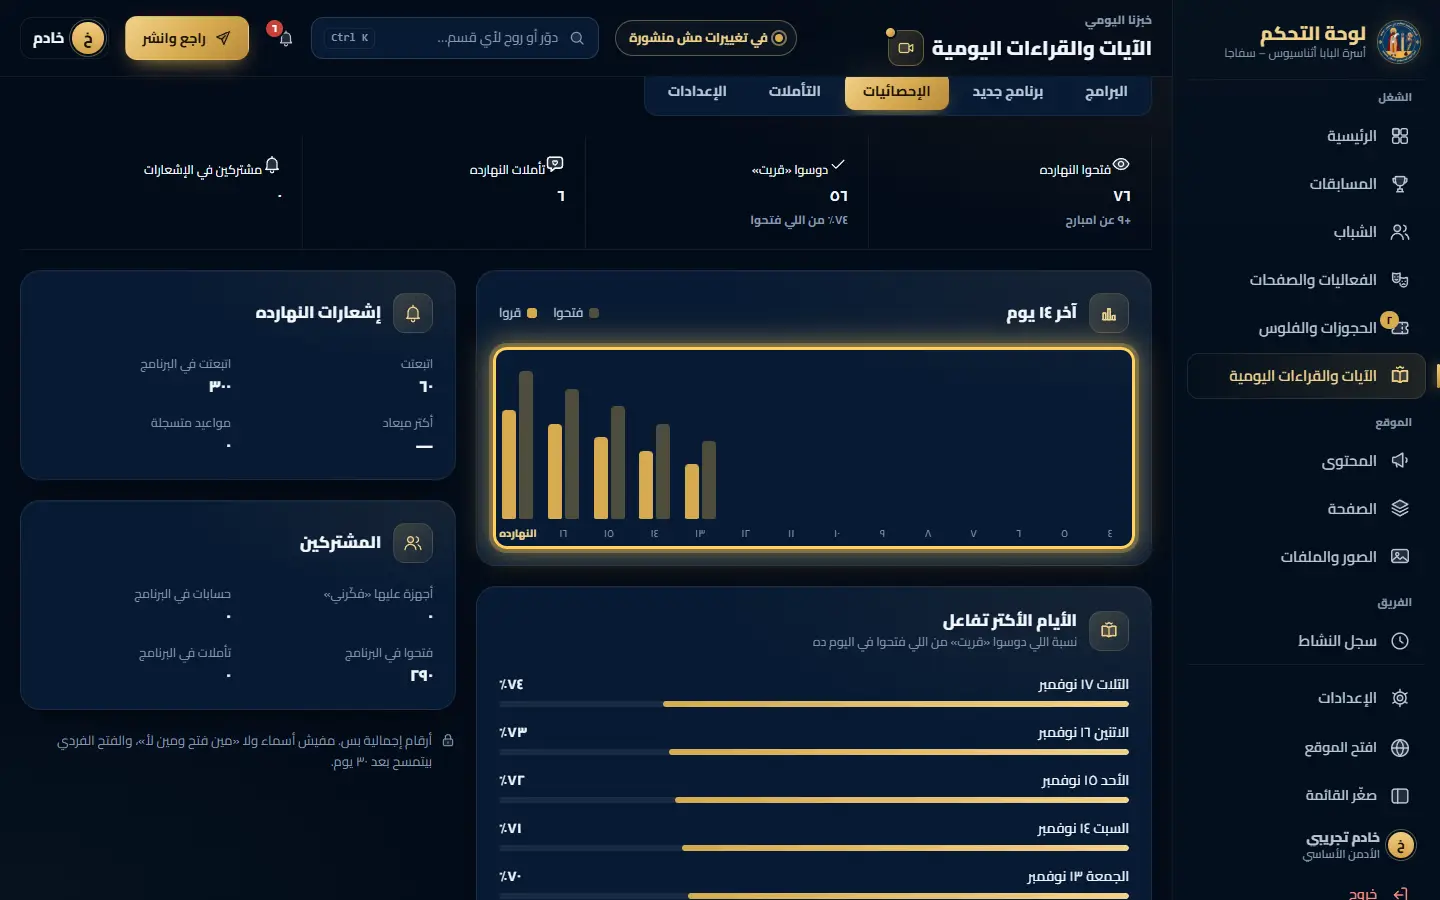 لوحة التحكم
أسرة البابا أثناسيوس – سفاجا
الشغل
الرئيسية
المسابقات
الشباب
الفعاليات والصفحات
الحجوزات والفلوس
٢
الآيات والقراءات اليومية
الموقع
المحتوى
الصفحة
الصور والملفات
الفريق
سجل النشاط
الإعدادات
افتح الموقع
صغّر القائمة
خ
خادم تجريبي
الأدمن الأساسي
خروج
خبزنا اليومي
الآيات والقراءات اليومية
في تغييرات مش منشورة
دوّر أو روح لأي قسم...
Ctrl K
٦
راجع وانشر
خ
خادم
البرامج
برنامج جديد
الإحصائيات
التأملات
الإعدادات
فتحوا النهارده
٧٦
+٩ عن امبارح
دوسوا «قريت»
٥٦
٧٤٪ من اللي فتحوا
تأملات النهارده
٦
مشتركين في الإشعارات
٠
آخر ١٤ يوم
فتحوا
قروا
٤
٥
٦
٧
٨
٩
١٠
١١
١٢
١٣
١٤
١٥
١٦
النهارده
الأيام الأكتر تفاعل
نسبة اللي دوسوا «قريت» من اللي فتحوا في اليوم ده
التلات ١٧ نوفمبر
٧٤٪
الاتنين ١٦ نوفمبر
٧٣٪
الأحد ١٥ نوفمبر
٧٢٪
السبت ١٤ نوفمبر
٧١٪
الجمعة ١٣ نوفمبر
٧٠٪
إشعارات النهارده
اتبعتت
٦٠
اتبعتت في البرنامج
٣٠٠
أكتر ميعاد
—
مواعيد متسجلة
٠
المشتركين
أجهزة عليها «فكّرني»
٠
حسابات في البرنامج
٠
فتحوا في البرنامج
٢٩٠
تأملات في البرنامج
٠
أرقام إجمالية بس. مفيش أسماء ولا «مين فتح ومين لأ»، والفتح الفردي
بيتمسح بعد ٣٠ يوم.